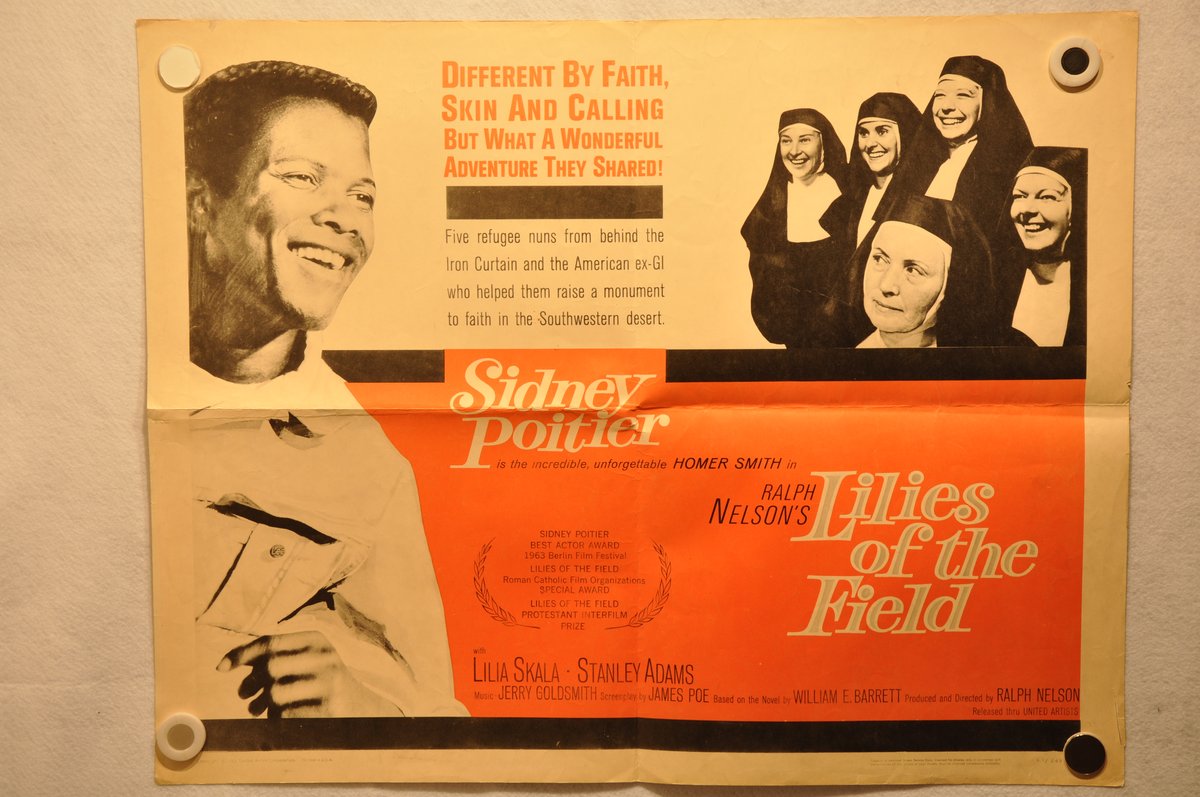 DIFFERENT BY FAITH,
SKIN AND CALLING
BUT WHAT A WONDERFUL
ADVENTURE THEY SHARED!
Five refugee nuns from behind the
Iron Curtain and the American ex-GI
who helped them raise a monument
to faith in the Southwestern desert.
Sidney
Poitier
is the incredible, unforgettable HOMER SMITH in
RALPH
NELSON'S
Lilies
of the
Field
SIDNEY POITIER
BEST ACTOR AWARD
1963 Berlin Film Festival
LILIES OF THE FIELD
Roman Catholic Film Organizations
SPECIAL AWARD
LILIES OF THE FIELD
PROTESTANT INTERFILM
PRIZE
with
LILIA SKALA · STANLEY ADAMS
Music · JERRY GOLDSMITH Screenplay by JAMES POE Based on the Novel by WILLIAM E. BARRETT Produced and Directed by RALPH NELSON
Released thru UNITED ARTISTS